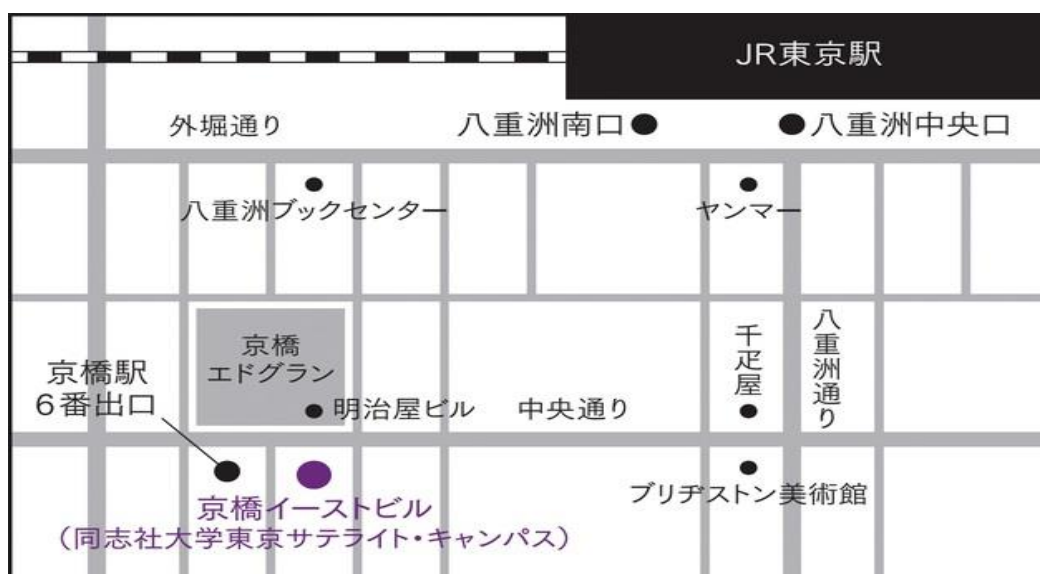 JR東京駅
外堀通り
八重洲南口
八重洲中央口
八重洲ブックセンター
ヤンマー
京橋
エドグラン
京橋駅
6番出口
明治屋ビル
中央通り
千疋屋
八重洲通り
京橋イーストビル
(同志社大学東京サテライト・キャンパス)
ブリヂストン美術館